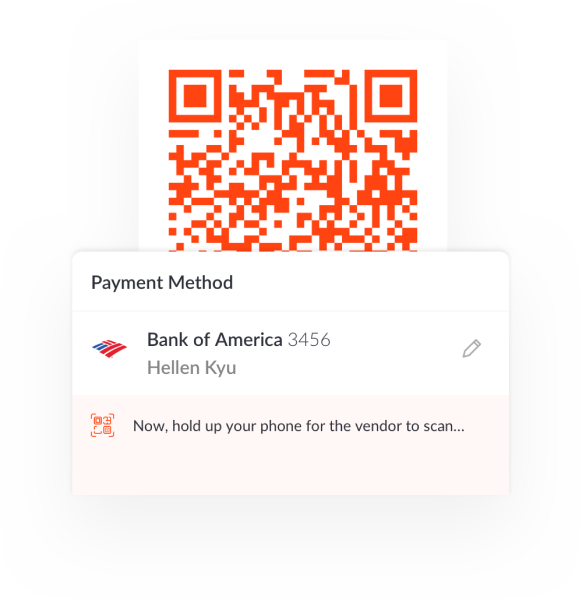 Payment Method
Bank of America 3456
Hellen Kyu
Now, hold up your phone for the vendor to scan...